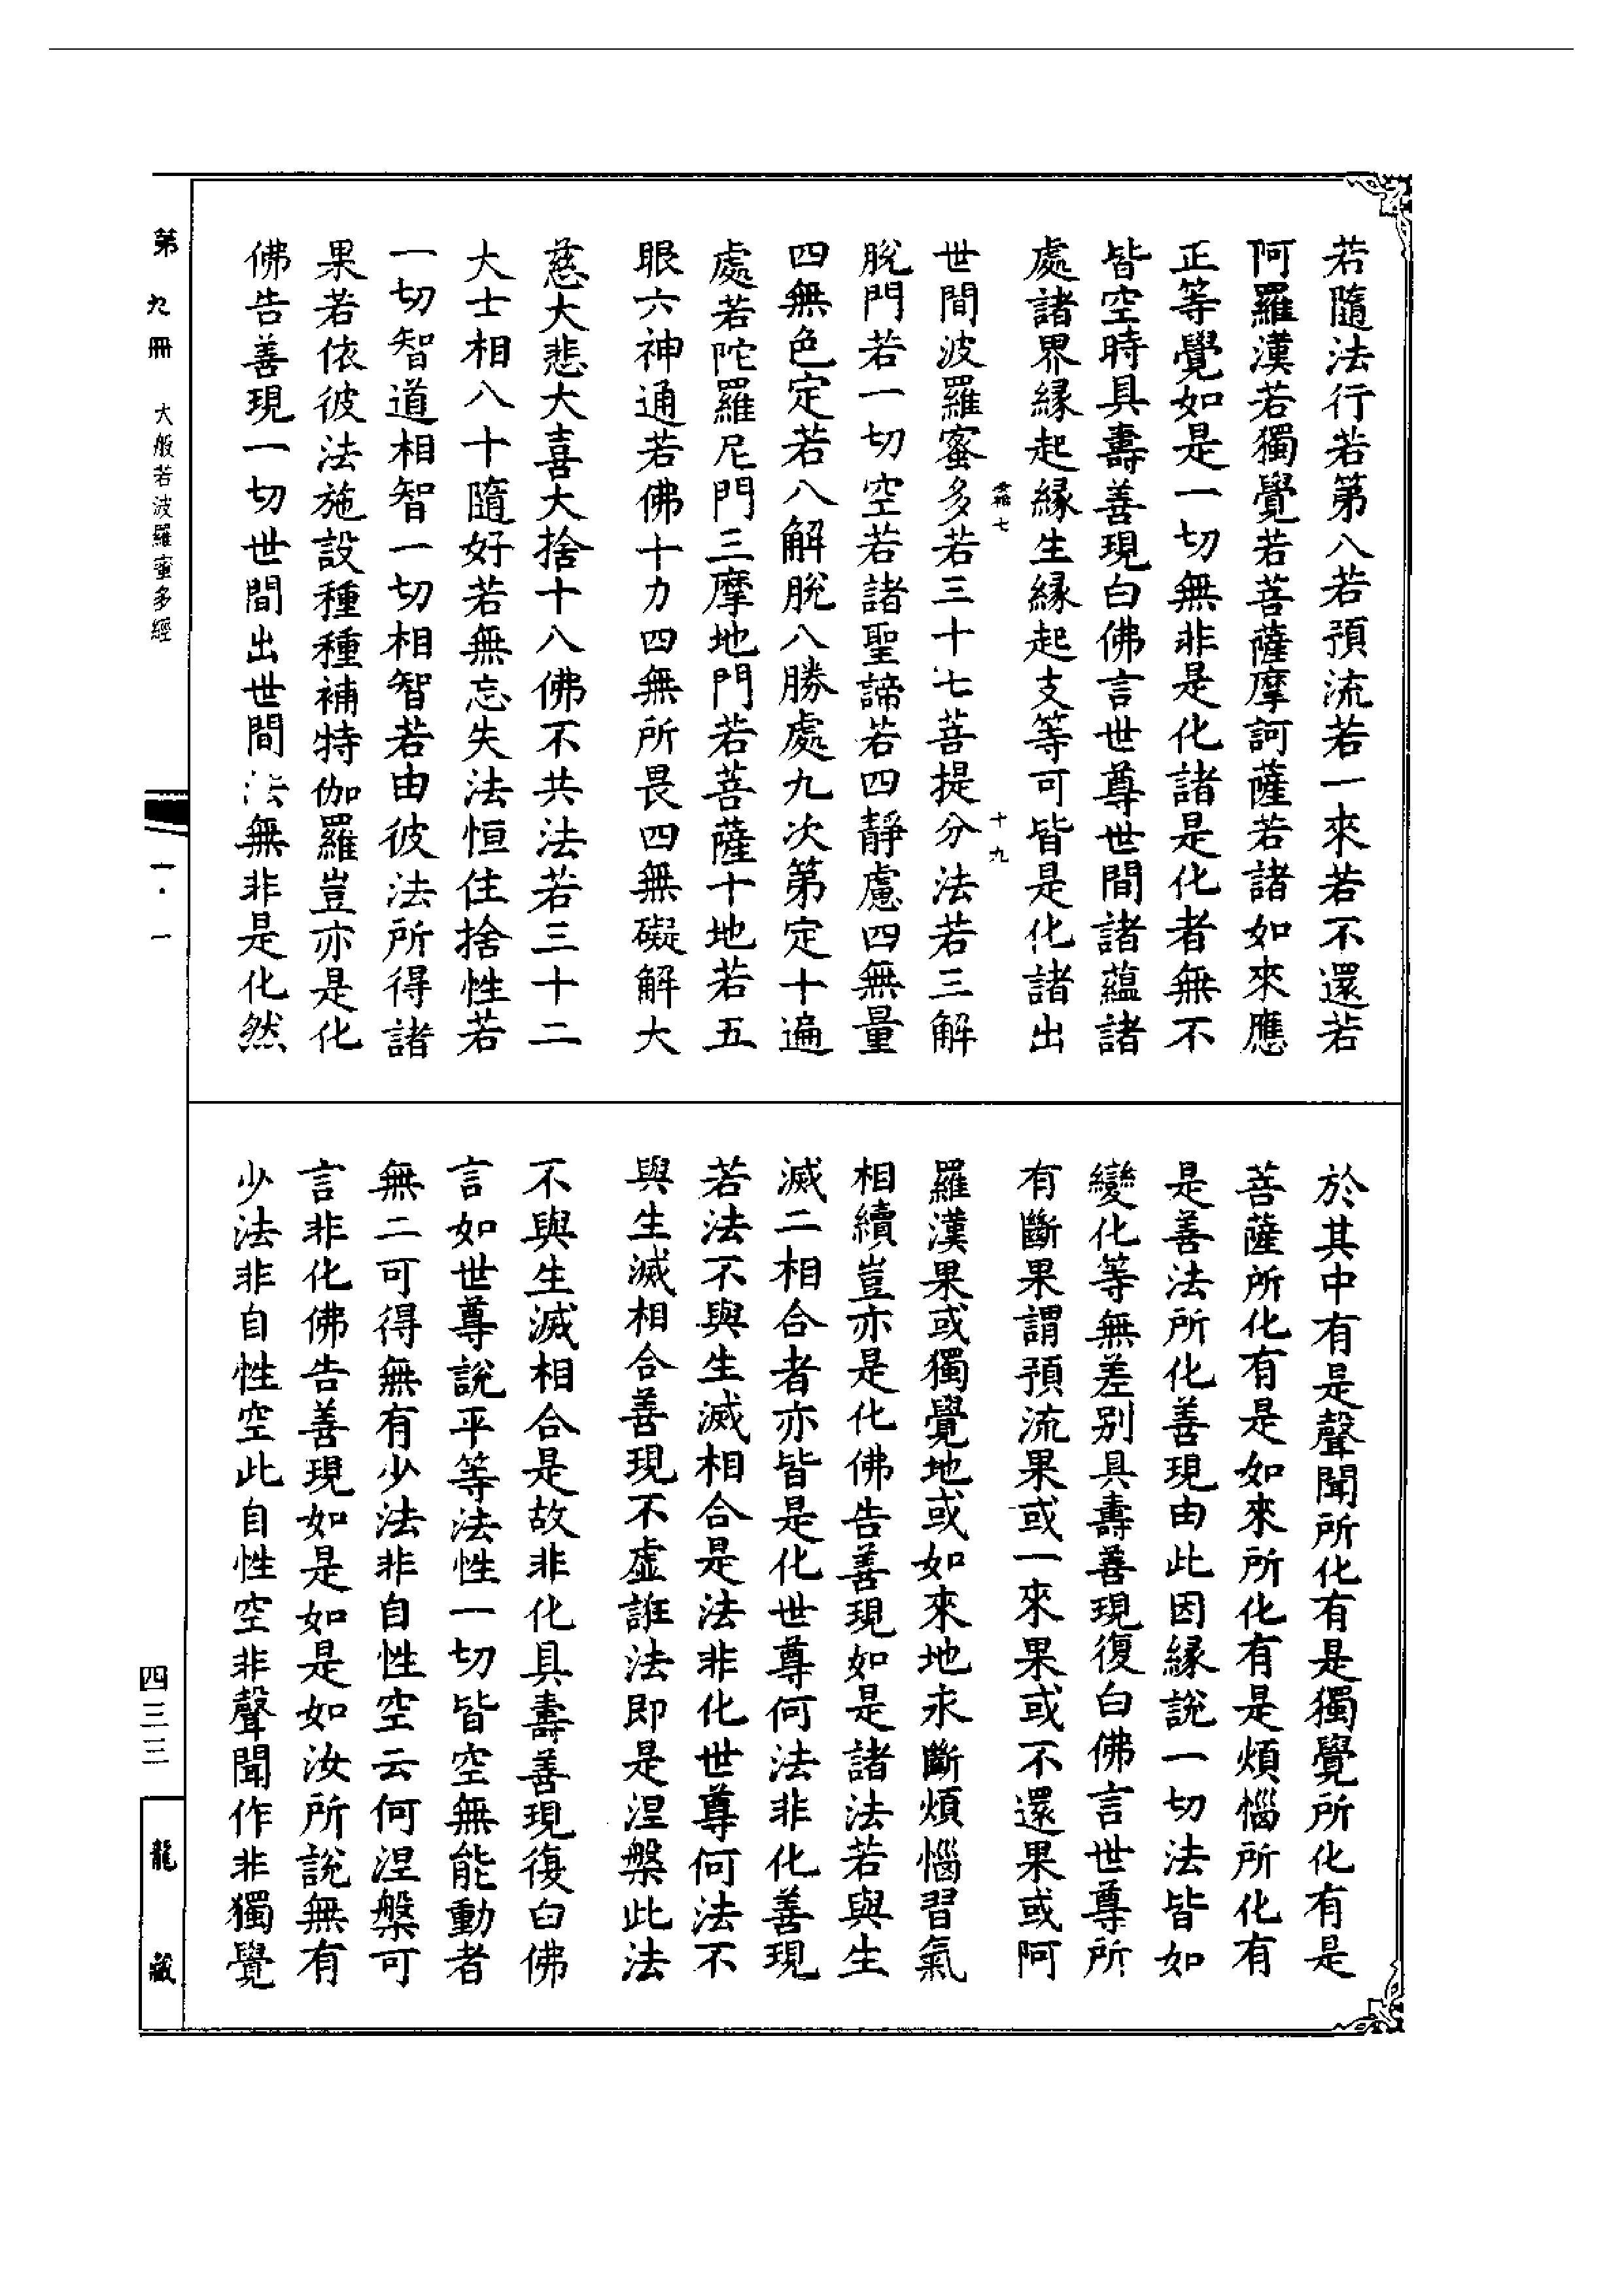 若隨法行若第八若預流若一來若不還若
阿羅漢若獨覺若菩薩摩訶薩若諸如來應
正等覺如是一切無非是化諸是化者無不
皆空時具壽善現白佛言世尊世間諸蘊諸
處諸界緣起緣生緣起支等可皆是化諸出
七
十九
世間波羅蜜多若三十七菩提分法若三解
脫門若一切空若諸聖諦若四靜慮四無量
四無色定若八解脫八勝處九次第定十遍
處若陀羅尼門三摩地門若菩薩十地若五
眼六神通若佛十力四無所畏四無礙解大
慈大悲大喜大捨十八佛不共法若三十二
大士相八十隨好若無忘失法恒住捨性若
一切智道相智一切相智若由彼法所得諸
果若依彼法施設種種補特伽羅豈亦是化
佛告善現一切世間出世間法無非是化然
於其中有是聲聞所化有是獨覺所化有是
菩薩所化有是如來所化有是煩惱所化有
是善法所化善現由此因緣說一切法皆如
變化等無差別具壽善現復白佛言世尊所
有斷果謂預流果或一來果或不還果或阿
羅漢果或獨覺地或如來地永斷煩惱習氣
相續豈亦是化佛告善現如是諸法若與生
滅二相合者亦皆是化世尊何法非化善現
若法不與生滅相合是法非化世尊何法不
與生滅相合善現不虛誑法即是涅槃此法
不與生滅相合是故非化具壽善現復白佛
言如世尊說平等法性一切皆空無能動者
無二可得無有少法非自性空云何涅槃可
言非化佛告善現如是如是如汝所說無有
少法非自性空此自性空非聲聞作非獨覺
第九冊 大般若波羅蜜多經
一·一
四三三
龍藏